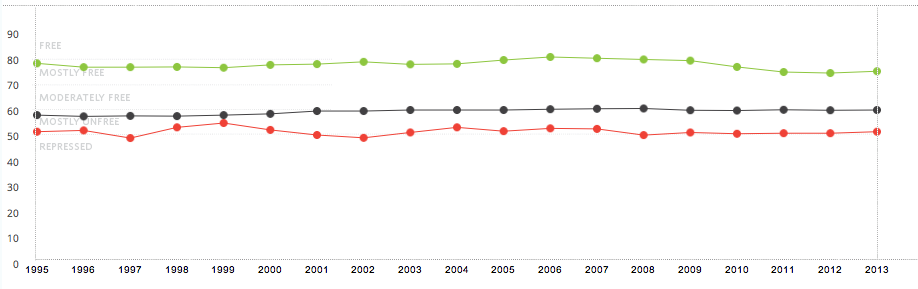 90
FREE
80
MOSTLY FREE
70
MODERATELY FREE
60
MOSTLY UNFREE
50
REPRESSED
40
30
20
10
0
1995 1996 1997 1998 1999 2000 2001 2002 2003 2004 2005 2006 2007 2008 2009 2010 2011 2012 2013